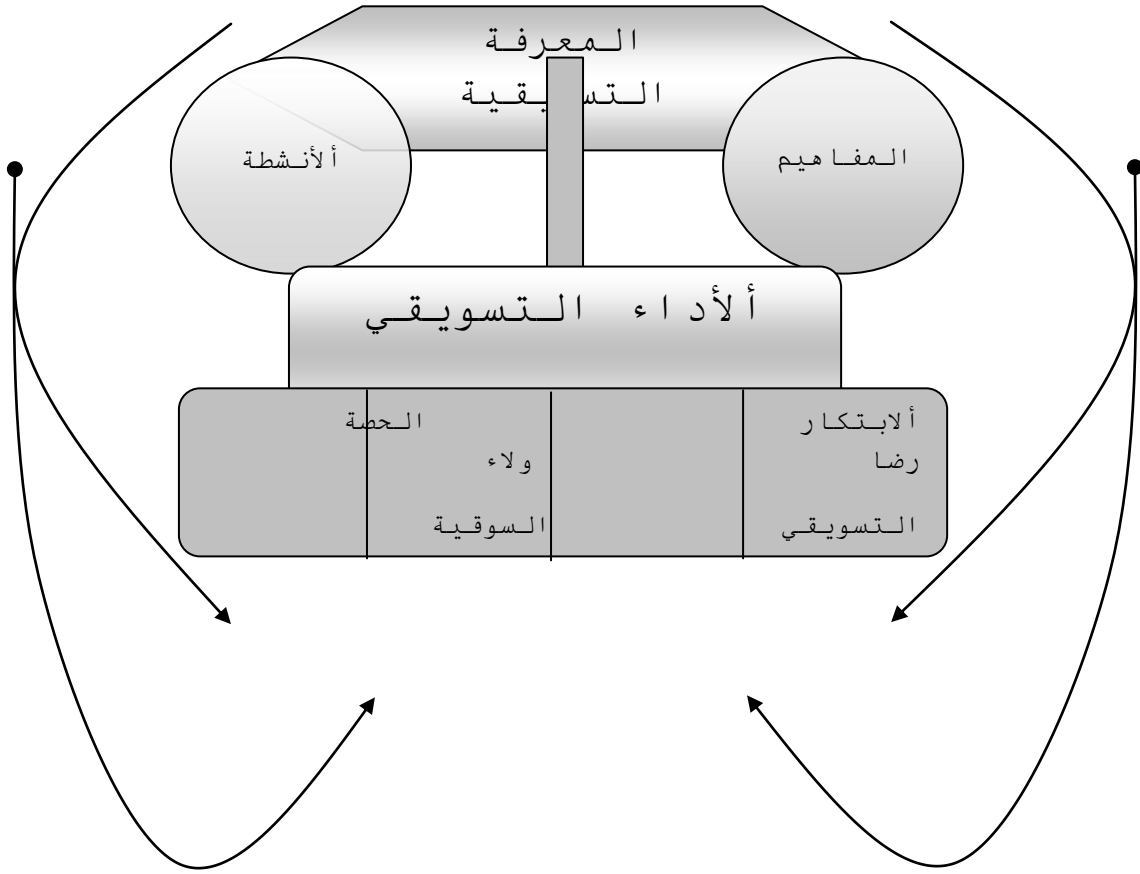 المعرفة
التسويقية
المفاهيم
ألأنشطة
ألأداء التسويقي
ألابتكار الحصة
رضا ولاء
التسويقي السوقية